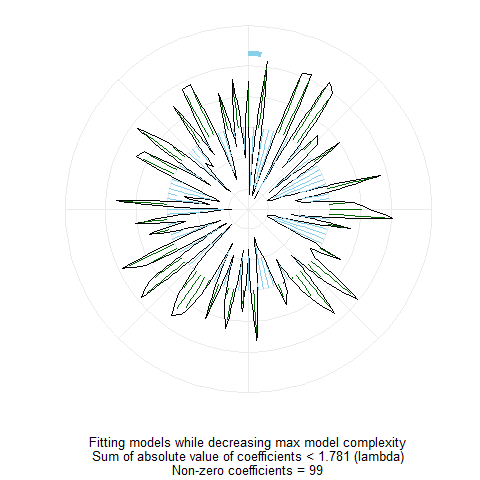 Fitting models while decreasing max model complexity
Sum of absolute value of coefficients < 1.781 (lambda)
Non-zero coefficients = 99